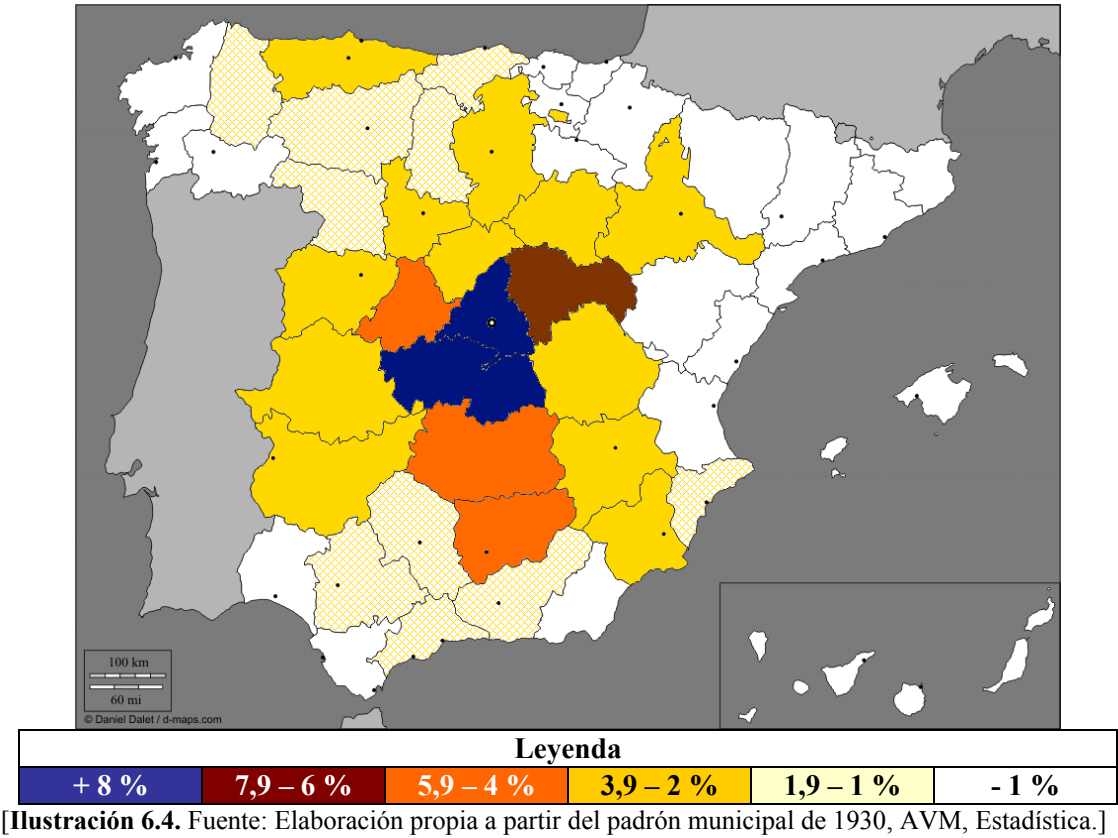 100 km
60 mi
© Daniel Dalet / d-maps.com
Leyenda
+ 8 % 7,9 – 6 % 5,9 – 4 % 3,9 – 2 % 1,9 – 1 % - 1 %
[Ilustración 6.4. Fuente: Elaboración propia a partir del padrón municipal de 1930, AVM, Estadística.]